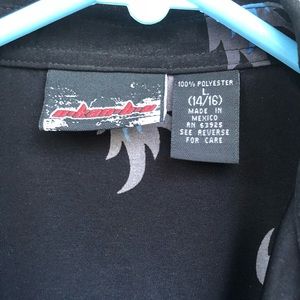 100% POLYESTER
L
(14/16)
MADE IN
MEXICO
RN 63925
SEE REVERSE
FOR CARE